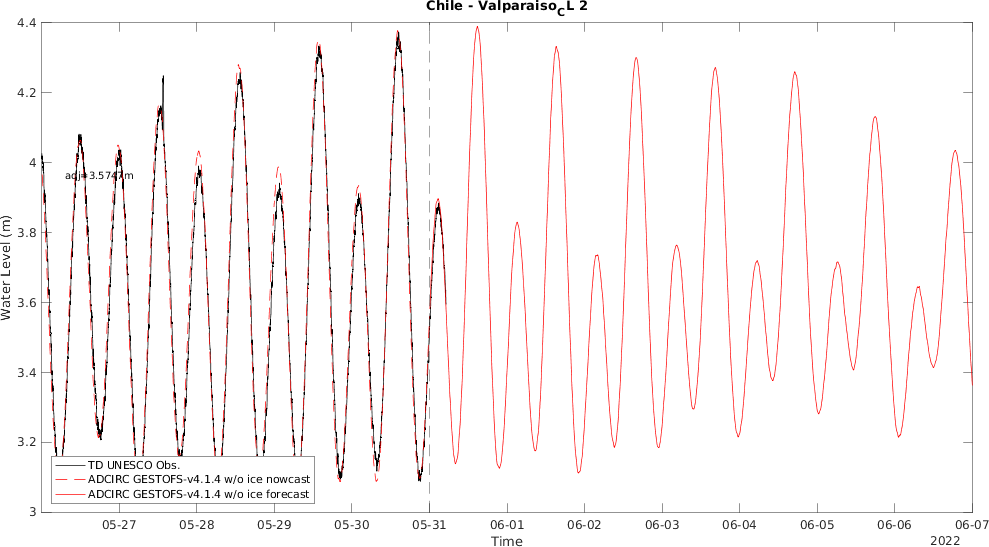 Chile - Valparaiso_CL 2
Water Level (m)
4.4
4.2
4
3.8
3.6
3.4
3.2
3
adj=3.5747m
TD UNESCO Obs.
ADCIRC GESTOFS-v4.1.4 w/o ice nowcast
ADCIRC GESTOFS-v4.1.4 w/o ice forecast
05-27 05-28 05-29 05-30 05-31 06-01 06-02 06-03 06-04 06-05 06-06 06-07
Time
2022